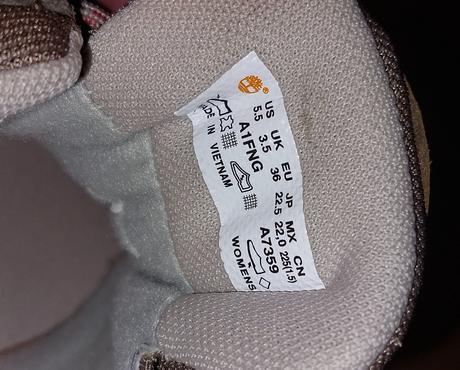 US UK EU JP MX CN
5.5 3.5 36 22.5 22.0 225(1.5)
A1FNG A7359
MADE IN VIETNAM WOMENS